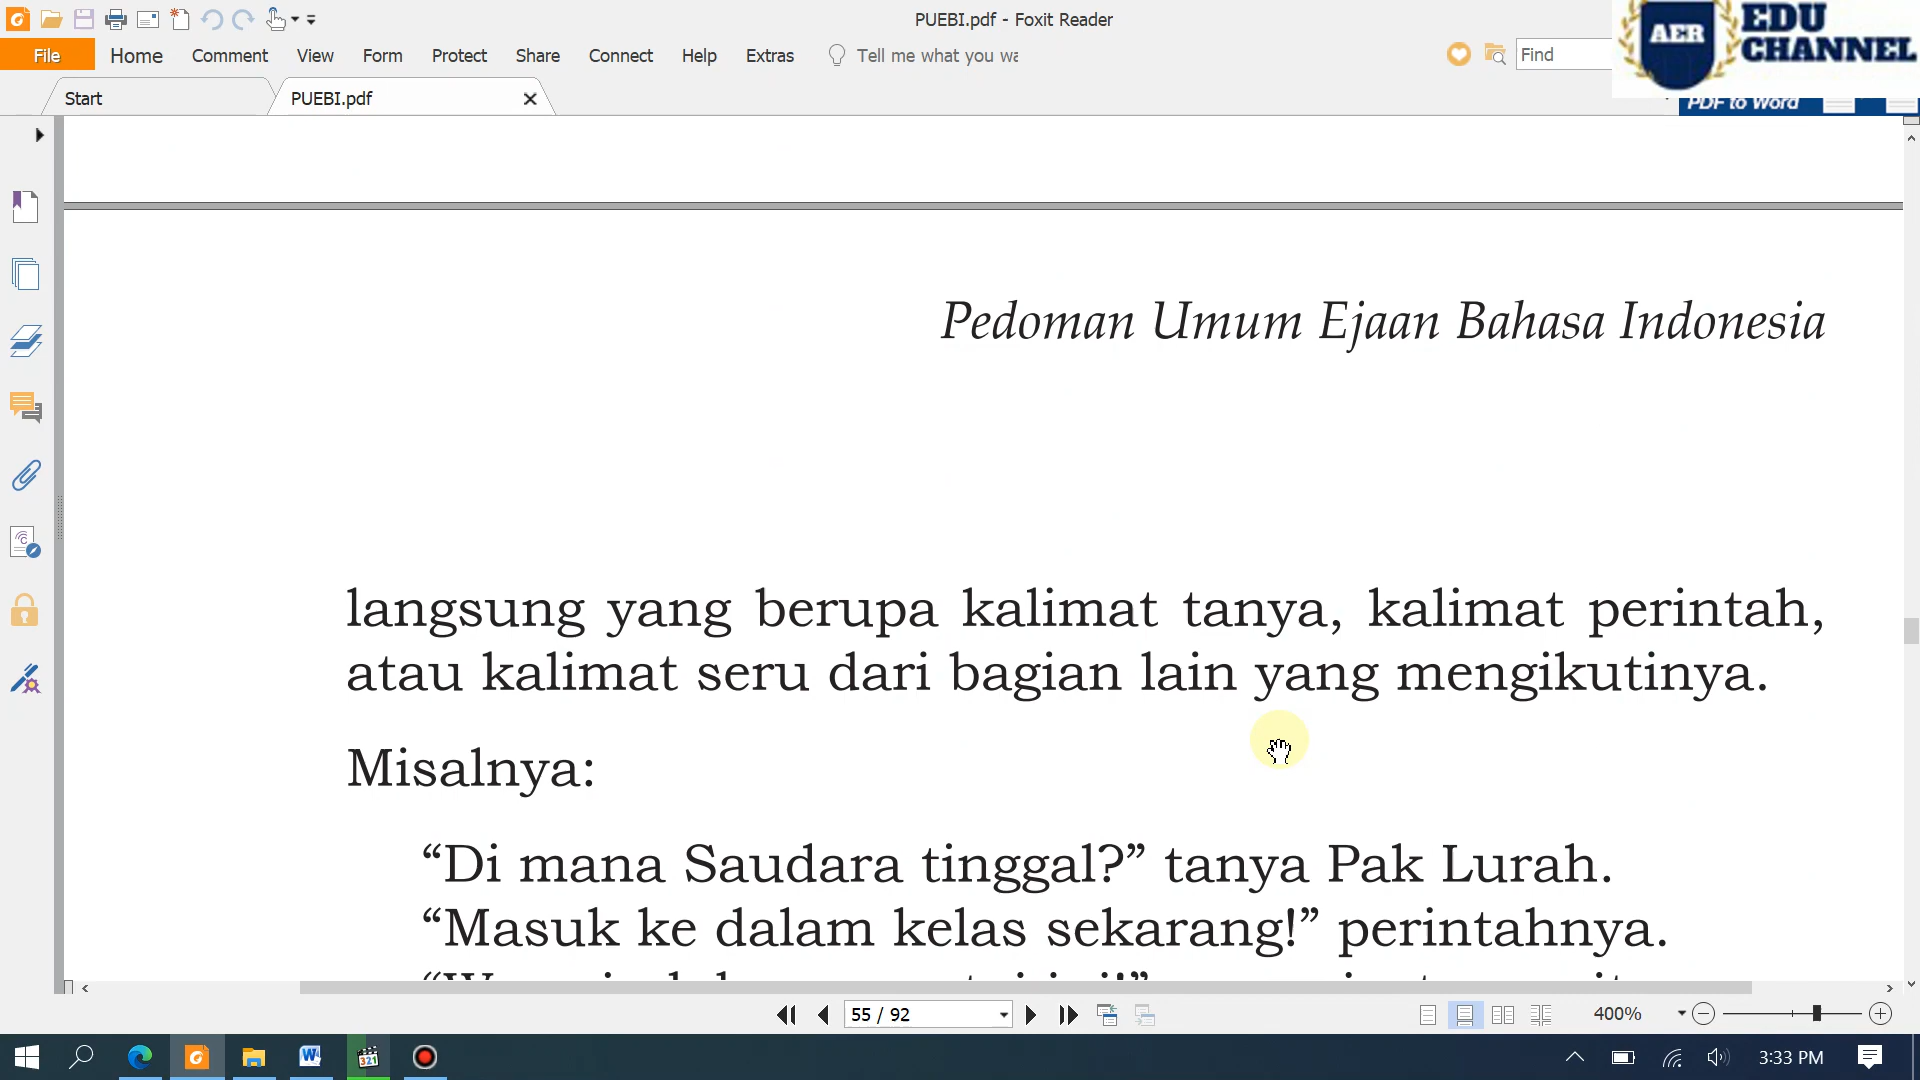 PUEBI.pdf - Foxit Reader
AER
EDU
CHANNEL
File Home Comment View Form Protect Share Connect Help Extras Tell me what you wa
Find
Start
PUEBI.pdf
PDF to Word
Pedoman Umum Ejaan Bahasa Indonesia
langsung yang berupa kalimat tanya, kalimat perintah,
atau kalimat seru dari bagian lain yang mengikutinya.
Misalnya:
“Di mana Saudara tinggal?” tanya Pak Lurah.
“Masuk ke dalam kelas sekarang!” perintahnya.
55 / 92
400%
321
3:33 PM